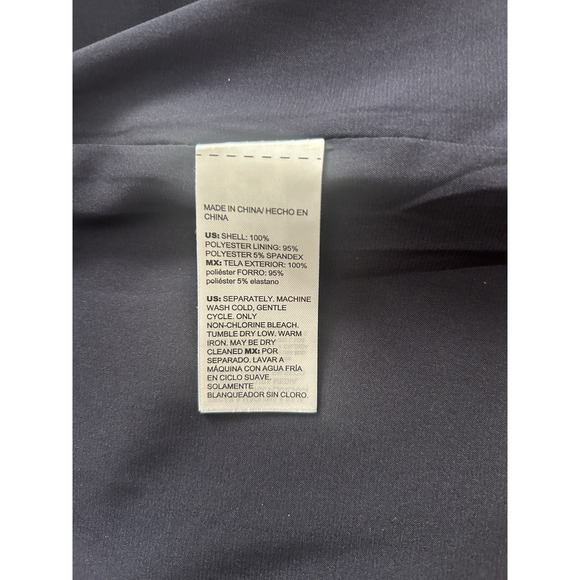 MADE IN CHINA/ HECHO EN
CHINA
US: SHELL: 100%
POLYESTER LINING: 95%
POLYESTER 5% SPANDEX
MX: TELA EXTERIOR: 100%
poliéster FORRO: 95%
poliéster 5% elastano
US: SEPARATELY. MACHINE
WASH COLD, GENTLE
CYCLE. ONLY
NON-CHLORINE BLEACH.
TUMBLE DRY LOW. WARM
IRON. MAY BE DRY
CLEANED MX: POR
SEPARADO. LAVAR A
MÁQUINA CON AGUA FRÍA
EN CICLO SUAVE.
SOLAMENTE
BLANQUEADOR SIN CLORO.